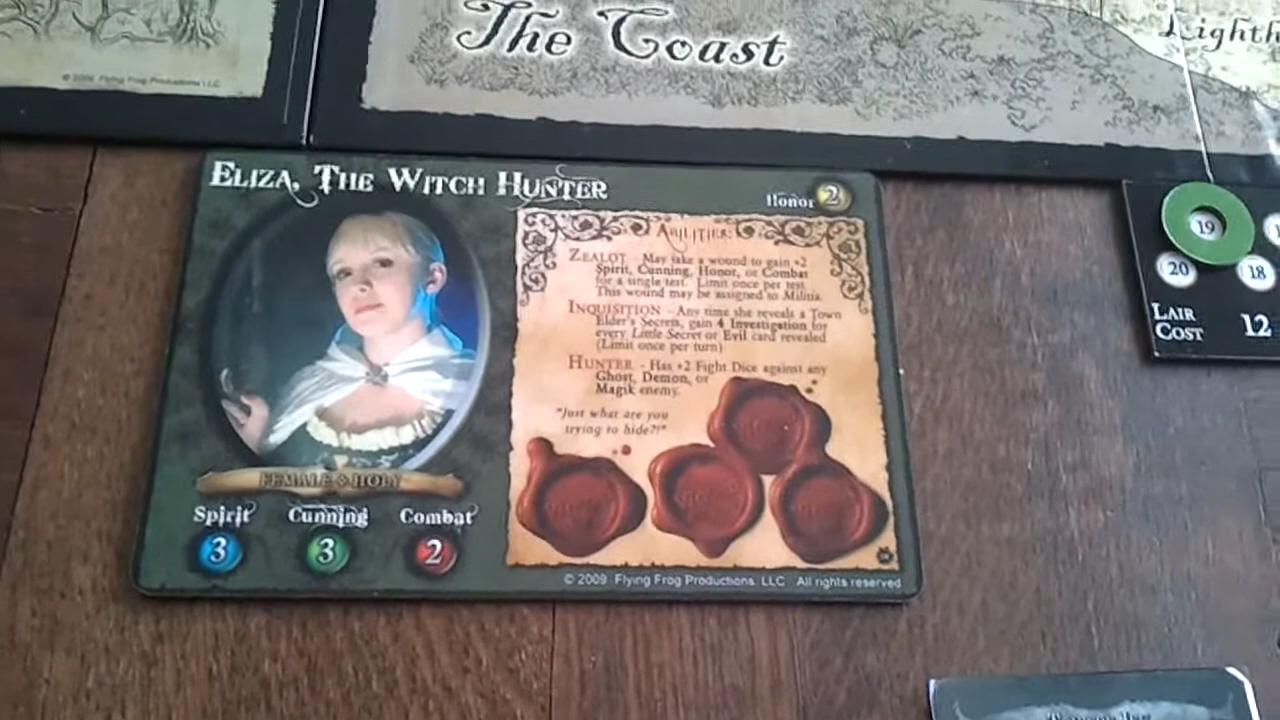 The Coast
Lighth
© 2009 Flying Frog Productions LLC
Eliza, The Witch Hunter
Honor 2
Abilities:
Zealot - May take a wound to gain +2
Spirit, Cunning, Honor, or Combat
for a single test. Limit once per test.
This wound may be assigned to Militia.
Inquisition - Any time she reveals a Town
Elder's Secrets, gain 4 Investigation for
every Little Secret or Evil card revealed
(Limit once per turn)
Hunter - Has +2 Fight Dice against any
Ghost, Demon, or
Magik enemy.
"Just what are you
trying to hide?!"
Female & Holy
Spirit Cunning Combat
3 3 2
© 2009 Flying Frog Productions, LLC All rights reserved
19
20 18
Lair
Cost 12